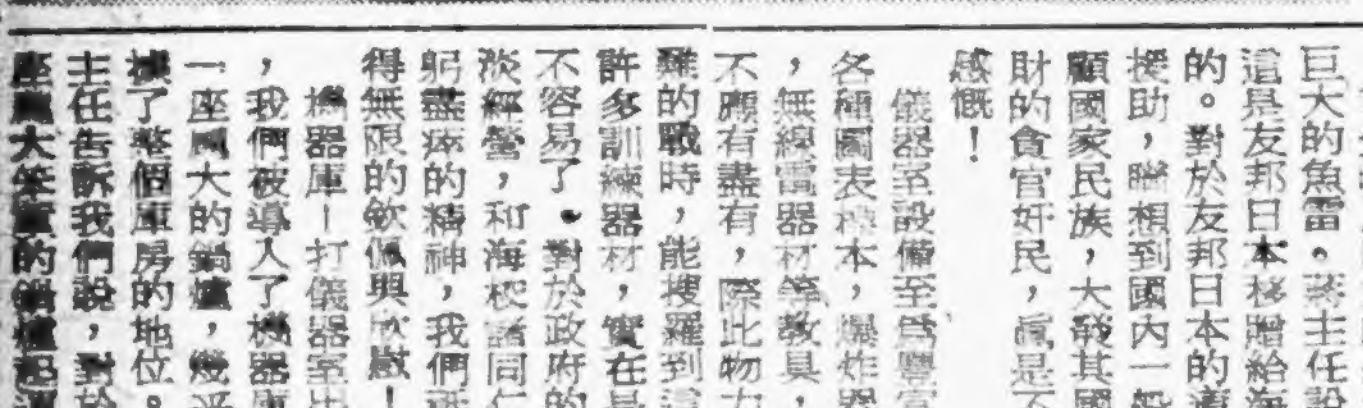 巨大的魚雷。蔣主任說
這是友邦日本移贈給海
的。對於友邦日本的
援助，聯想到國內一般
顧國家民族，大發其國
財的貪官奸民，眞是不
感慨！
儀器室設備至爲豐富
各種圖表標本，爆炸器
，無線電器材等敎具，
不願有盡有，際此物力
難的戰時，能搜羅到這
許多訓練器材，實在是
不容易了。對於政府的
淡經營，和海校諸同仁
躬盡瘁的精神，我們
得無限的欽佩與欣慰！
機器庫—打儀器室出
，我們被導入了機器庫
一座碩大的鍋爐，幾乎
據了整個庫房的地位。
主任告訴我們說，對於
座龐大笨重的鍋爐起運